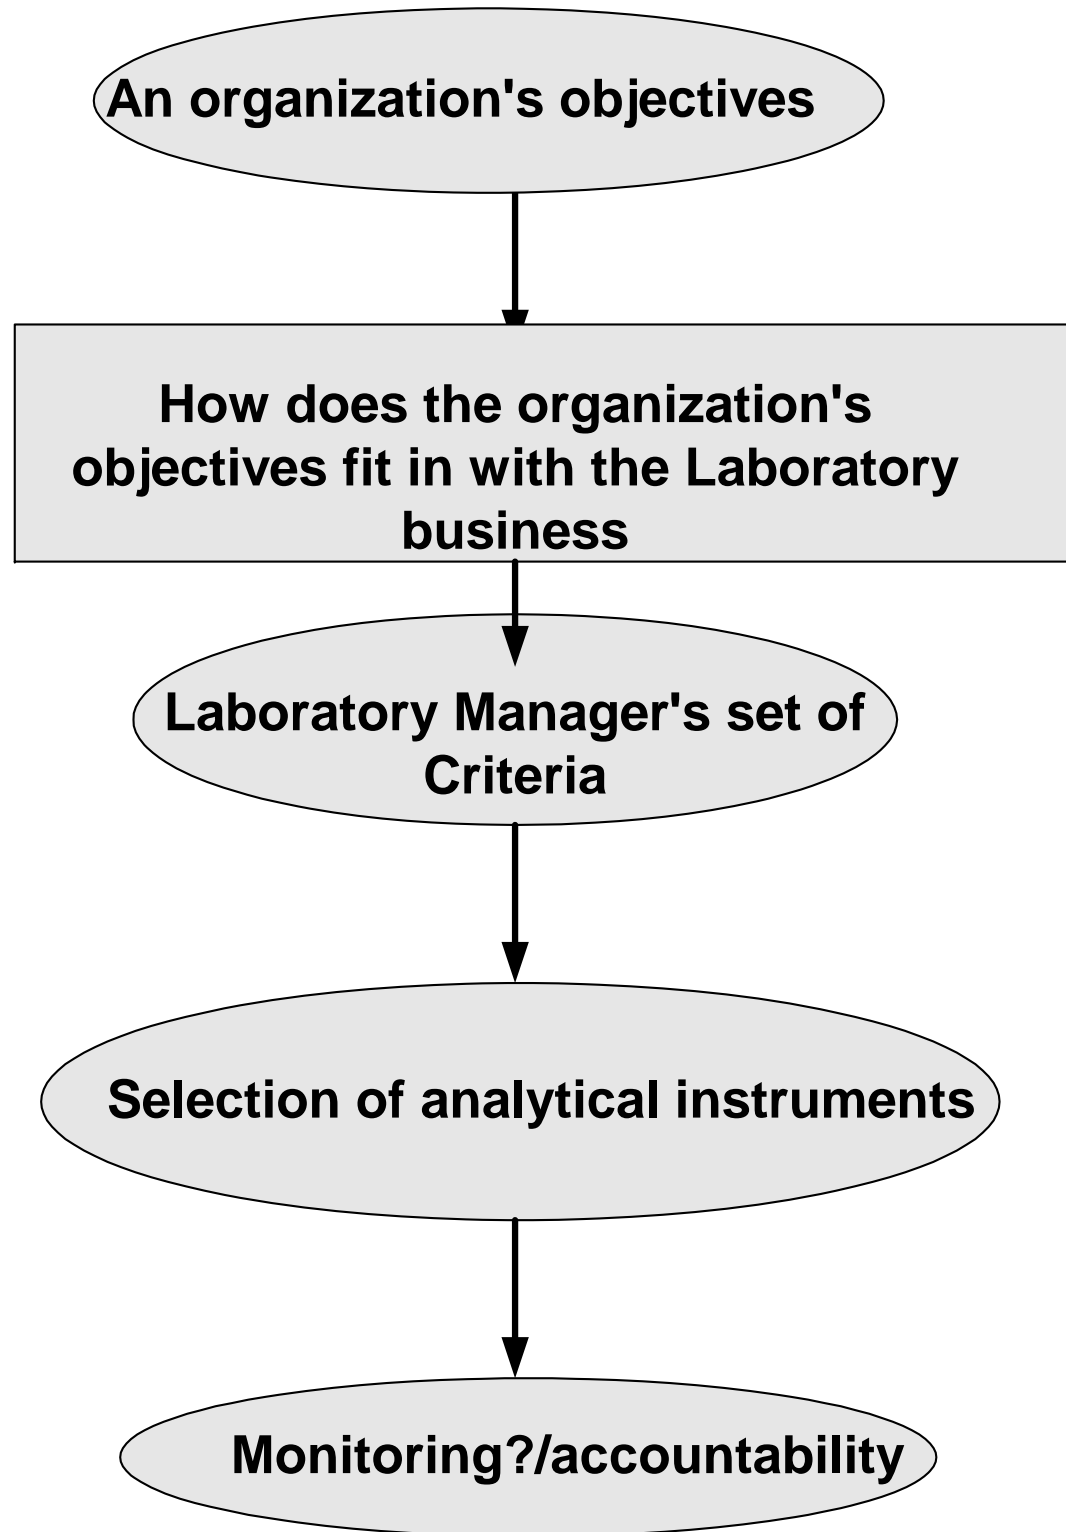 An organization's objectives
How does the organization's
objectives fit in with the Laboratory
business
Laboratory Manager's set of
Criteria
Selection of analytical instruments
Monitoring?/accountability